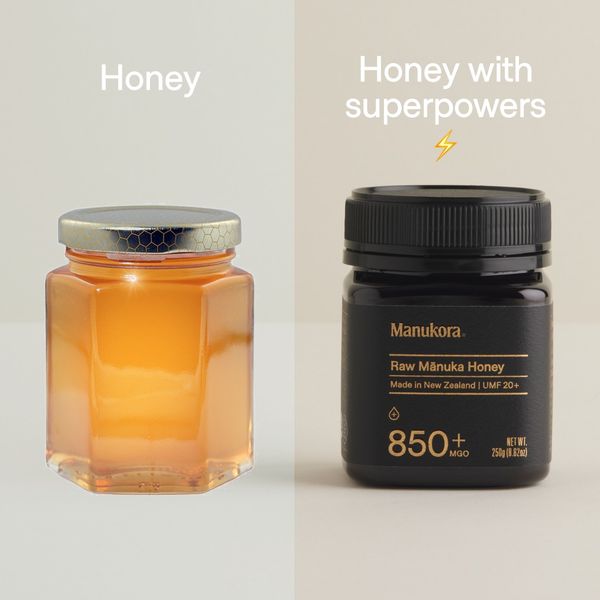 Honey
Honey with
superpowers
⚡
Manukora®
Raw Mānuka Honey
Made in New Zealand | UMF 20+
850+
MGO
NET WT.
250g (8.82oz)